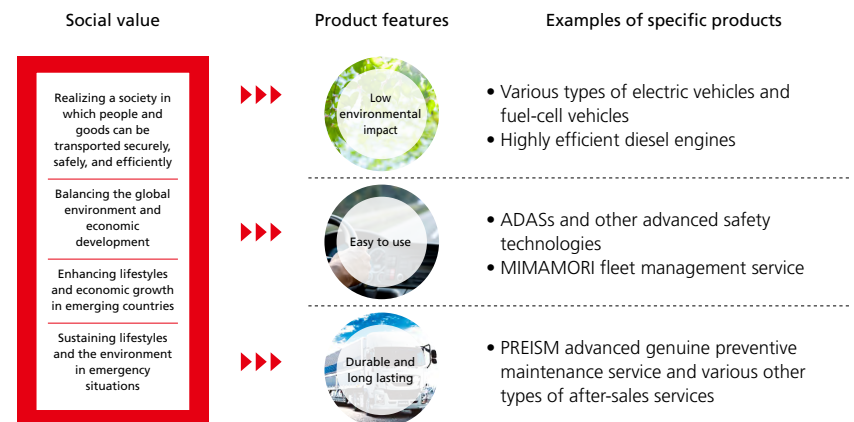 Social value
Product features
Examples of specific products
Realizing a society in
which people and
goods can be
transported securely,
safely, and efficiently
Balancing the global
environment and
economic
development
Enhancing lifestyles
and economic growth
in emerging countries
Sustaining lifestyles
and the environment
in emergency
situations
Low
environmental
impact
• Various types of electric vehicles and
fuel-cell vehicles
• Highly efficient diesel engines
Easy to use
• ADASs and other advanced safety
technologies
• MIMAMORI fleet management service
Durable and
long lasting
• PREISM advanced genuine preventive
maintenance service and various other
types of after-sales services